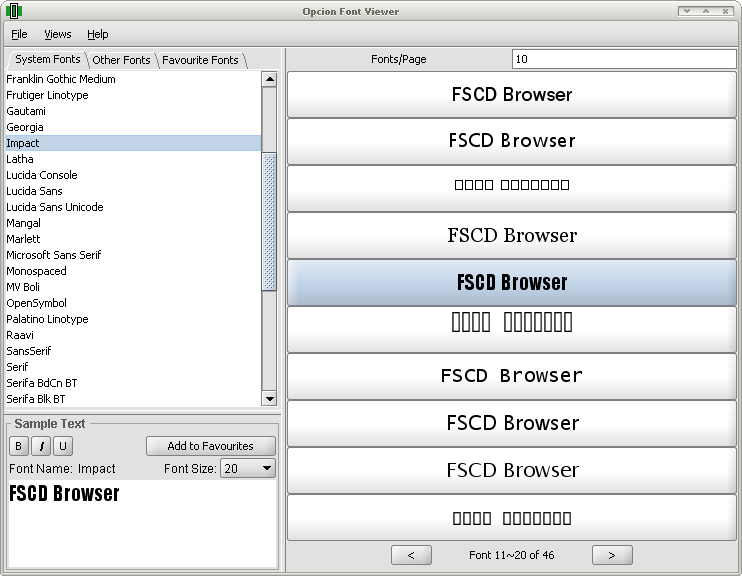 Opcion Font Viewer
File Views Help
System Fonts Other Fonts Favourite Fonts
Franklin Gothic Medium
Frutiger Linotype
Gautami
Georgia
Impact
Latha
Lucida Console
Lucida Sans
Lucida Sans Unicode
Mangal
Marlett
Microsoft Sans Serif
Monospaced
MV Boli
OpenSymbol
Palatino Linotype
Raavi
SansSerif
Serif
Serifa BdCn BT
Serifa Blk BT
Sample Text
B I U Add to Favourites
Font Name: Impact Font Size: 20
FSCD Browser
Fonts/Page 10
FSCD Browser
FSCD Browser
FSCD Browser
FSCD Browser
FSCD Browser
FSCD Browser
FSCD Browser
< Font 11~20 of 46 >